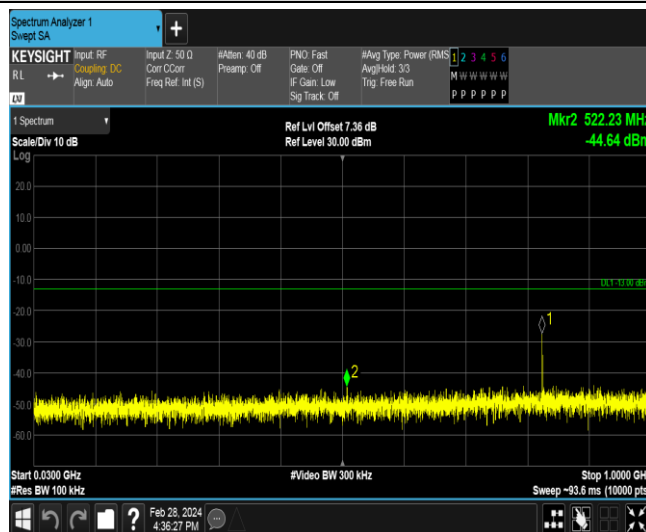 Spectrum Analyzer 1
Swept SA
+
KEYSIGHT Input: RF Input Z: 50 Ω #Atten: 40 dB PNO: Fast #Avg Type: Power (RMS 1 2 3 4 5 6
RL Coupling: DC Corr CCorr Preamp: Off Gate: Off Avg|Hold: 3/3 M W W W W W
Align: Auto Freq Ref: Int (S) IF Gain: Low Trig: Free Run
LXI Sig Track: Off P P P P P P
1 Spectrum Ref Lvl Offset 7.36 dB Mkr2 522.23 MHz
Scale/Div 10 dB Ref Level 30.00 dBm -44.64 dBm
Log
20.0
10.0
0.00
-10.0
DL1 -13.00 dBm
-20.0
1
-30.0
2
-40.0
-50.0
-60.0
Start 0.0300 GHz #Video BW 300 kHz Stop 1.0000 GH
#Res BW 100 kHz Sweep ~93.6 ms (10000 pts
? Feb 28, 2024
4:36:27 PM